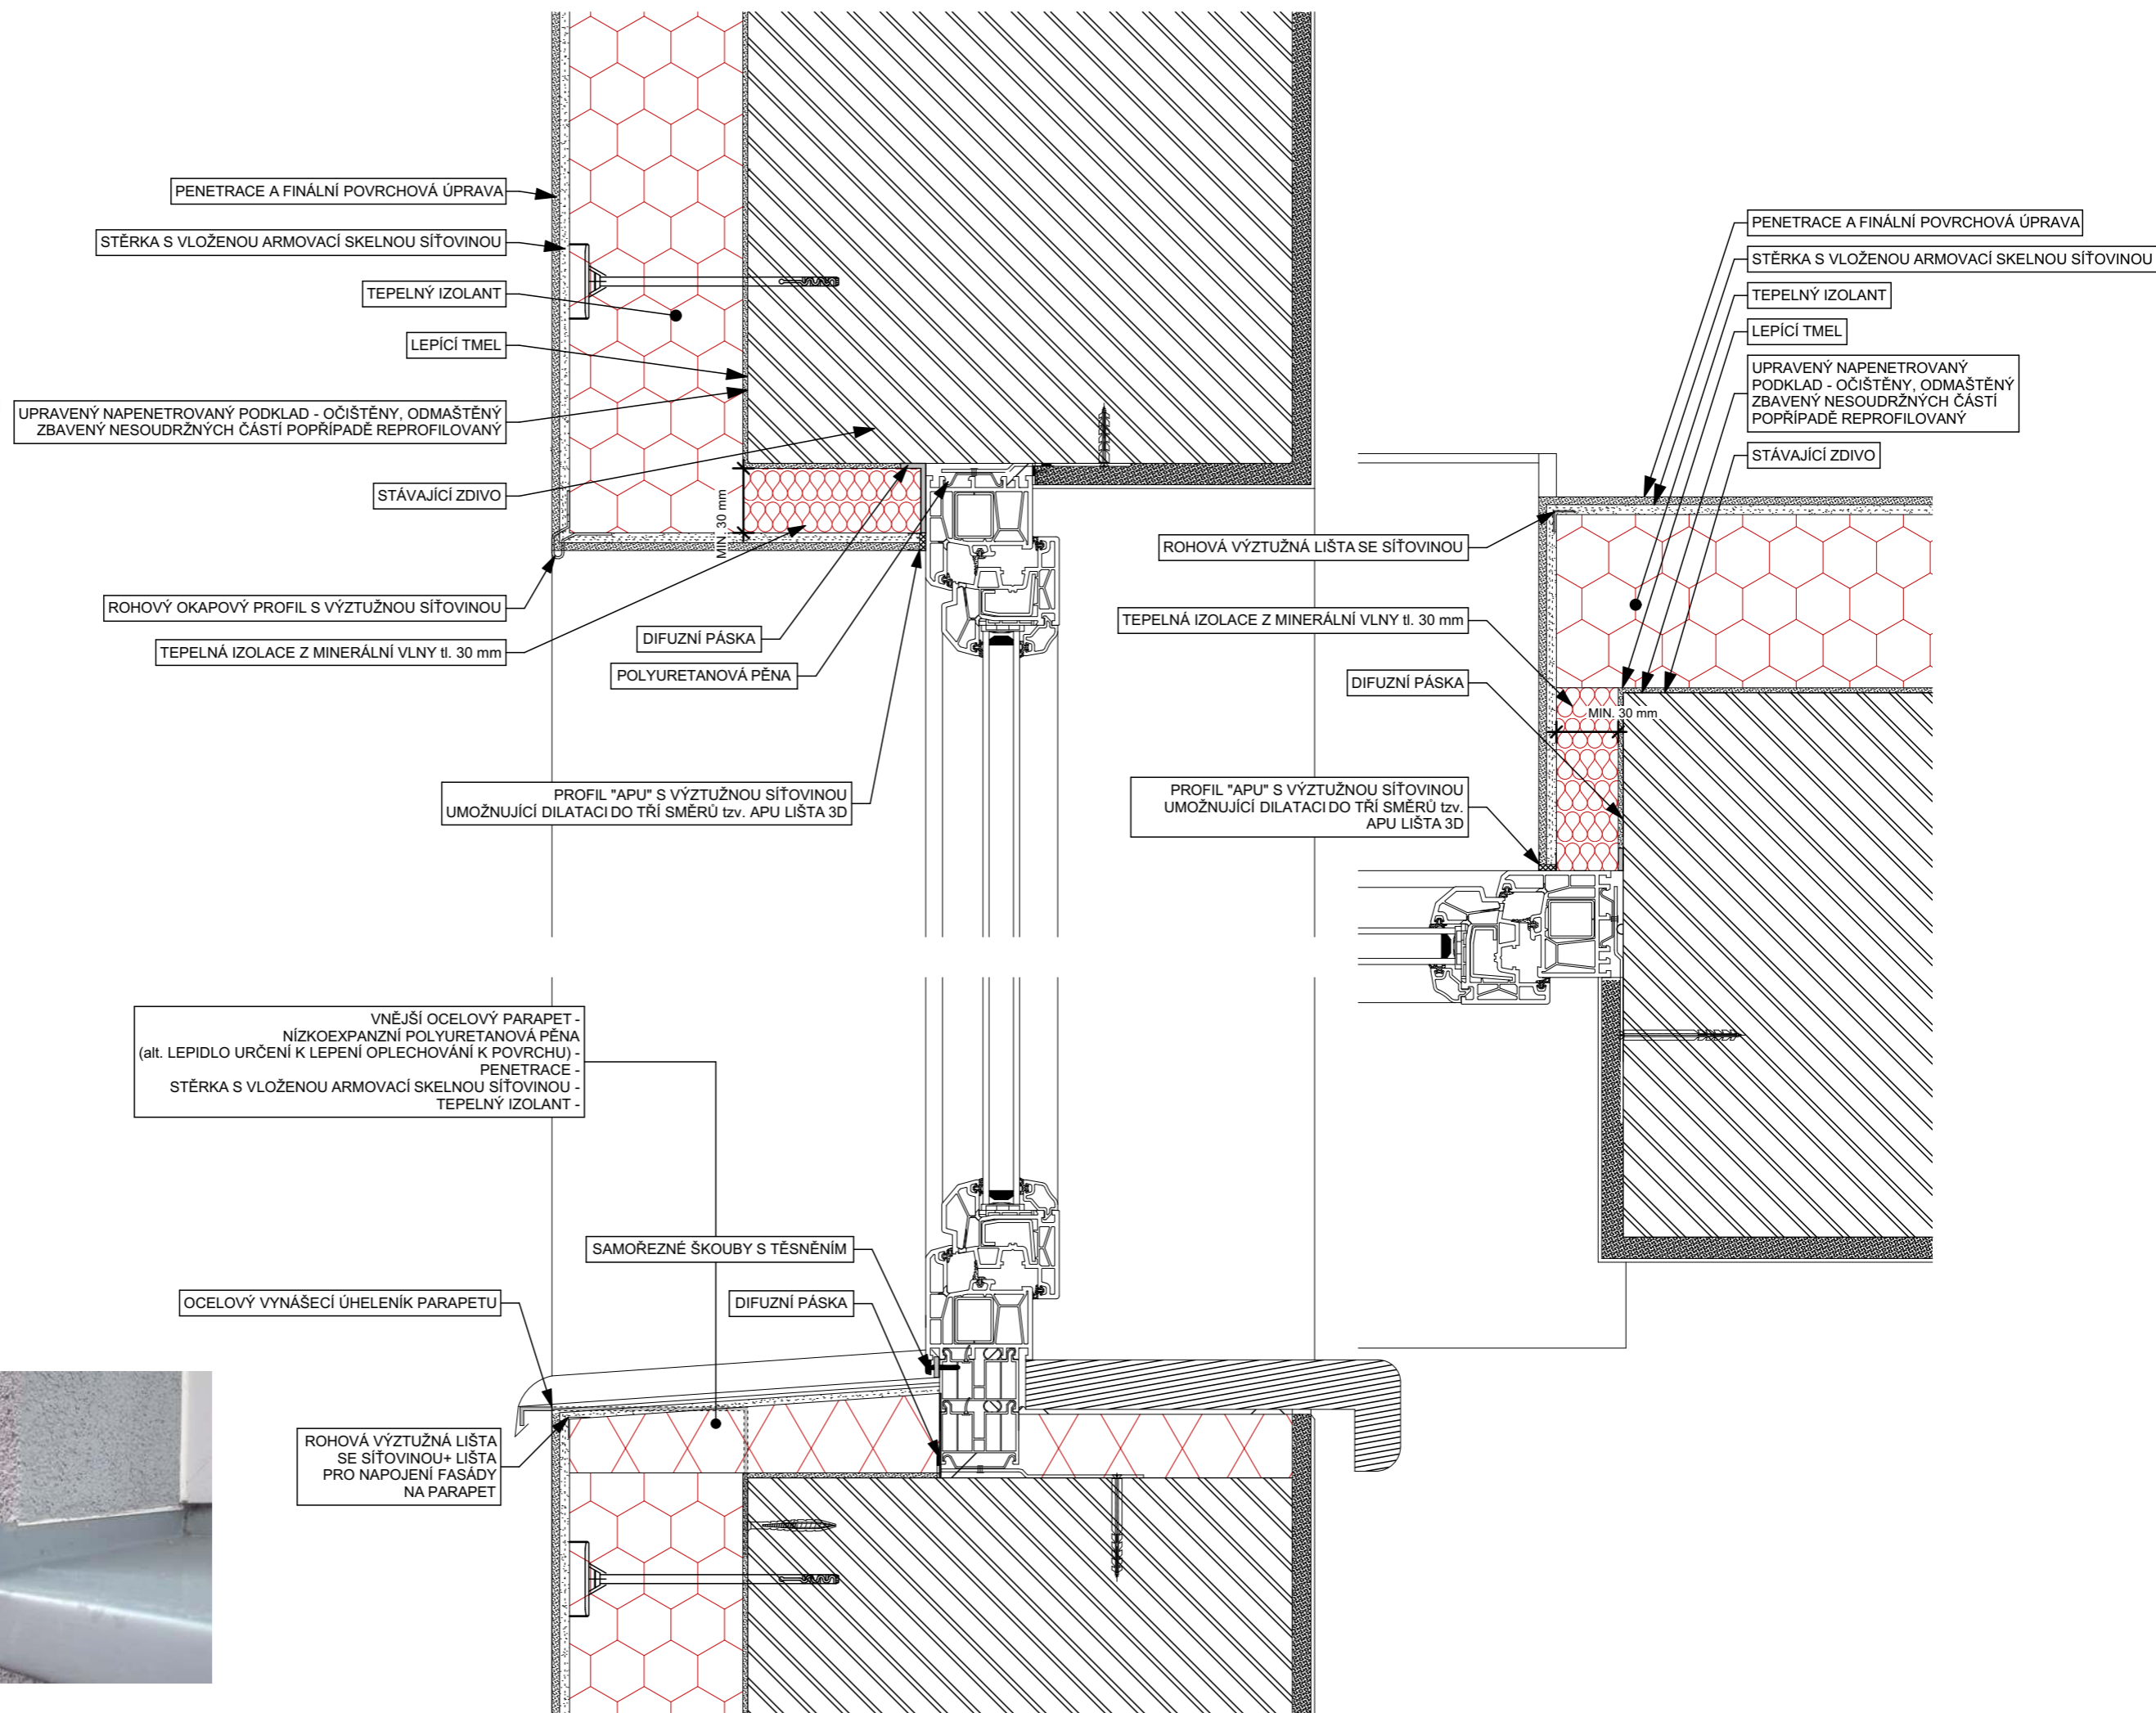 PENETRACE A FINÁLNÍ POVRCHOVÁ ÚPRAVA
STĚRKA S VLOŽENOU ARMOVACÍ SKELNOU SÍŤOVINOU
TEPELNÝ IZOLANT
LEPÍCÍ TMEL
UPRAVENÝ NAPENETROVANÝ PODKLAD - OČIŠTĚNY, ODMAŠTĚNÝ
ZBAVENÝ NESOUDRŽNÝCH ČÁSTÍ POPŘÍPADĚ REPROFILOVANÝ
STÁVAJÍCÍ ZDIVO
MIN. 30 mm
ROHOVÝ OKAPOVÝ PROFIL S VÝZTUŽNOU SÍŤOVINOU
TEPELNÁ IZOLACE Z MINERÁLNÍ VLNY tl. 30 mm
DIFUZNÍ PÁSKA
POLYURETANOVÁ PĚNA
PROFIL "APU" S VÝZTUŽNOU SÍŤOVINOU
UMOŽNUJÍCÍ DILATACI DO TŘÍ SMĚRŮ tzv. APU LIŠTA 3D
PENETRACE A FINÁLNÍ POVRCHOVÁ ÚPRAVA
STĚRKA S VLOŽENOU ARMOVACÍ SKELNOU SÍŤOVINOU
TEPELNÝ IZOLANT
LEPÍCÍ TMEL
UPRAVENÝ NAPENETROVANÝ
PODKLAD - OČIŠTĚNY, ODMAŠTĚNÝ
ZBAVENÝ NESOUDRŽNÝCH ČÁSTÍ
POPŘÍPADĚ REPROFILOVANÝ
STÁVAJÍCÍ ZDIVO
ROHOVÁ VÝZTUŽNÁ LIŠTA SE SÍŤOVINOU
TEPELNÁ IZOLACE Z MINERÁLNÍ VLNY tl. 30 mm
DIFUZNÍ PÁSKA
MIN. 30 mm
PROFIL "APU" S VÝZTUŽNOU SÍŤOVINOU
UMOŽNUJÍCÍ DILATACI DO TŘÍ SMĚRŮ tzv.
APU LIŠTA 3D
VNĚJŠÍ OCELOVÝ PARAPET -
NÍZKOEXPANZNÍ POLYURETANOVÁ PĚNA
(alt. LEPIDLO URČENÍ K LEPENÍ OPLECHOVÁNÍ K POVRCHU) -
PENETRACE -
STĚRKA S VLOŽENOU ARMOVACÍ SKELNOU SÍŤOVINOU -
TEPELNÝ IZOLANT -
SAMOŘEZNÉ ŠKOUBY S TĚSNĚNÍM
OCELOVÝ VYNÁŠECÍ ÚHELENÍK PARAPETU
DIFUZNÍ PÁSKA
ROHOVÁ VÝZTUŽNÁ LIŠTA
SE SÍŤOVINOU+ LIŠTA
PRO NAPOJENÍ FASÁDY
NA PARAPET